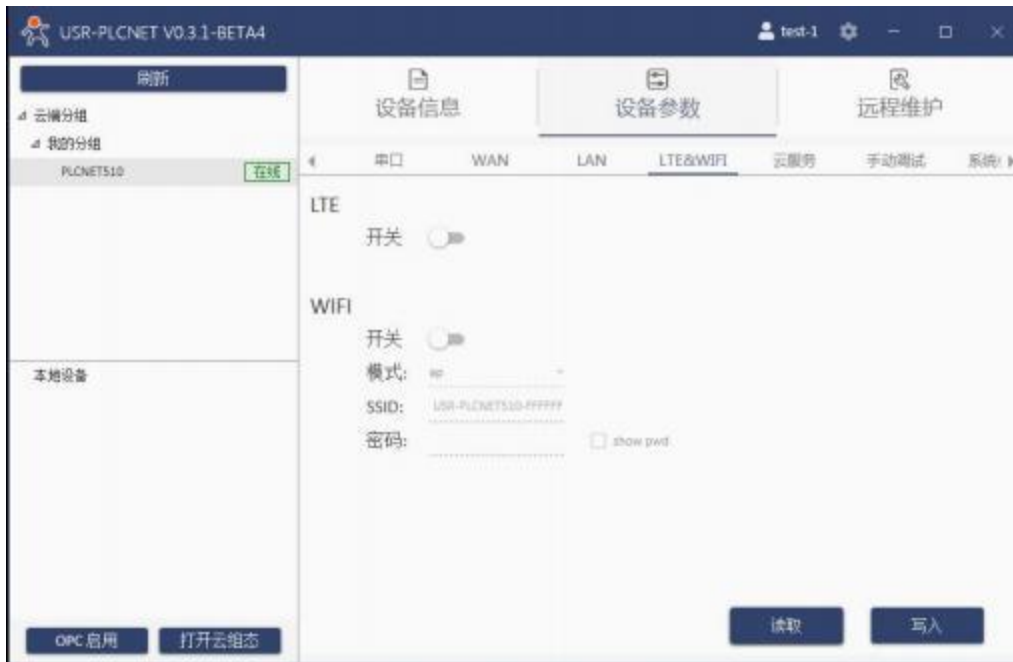 USR-PLCNET V0.3.1-BETA4
test-1
刷新
云端分组
我的分组
PLCNET510
在线
设备信息
设备参数
远程维护
串口
WAN
LAN
LTE&WIFI
云服务
手动调试
系统
LTE
开关
WIFI
开关
模式:
ap
SSID:
USR-PLCNET510-FFFFFF
密码:
show pwd
本地设备
OPC 启用
打开云组态
读取
写入